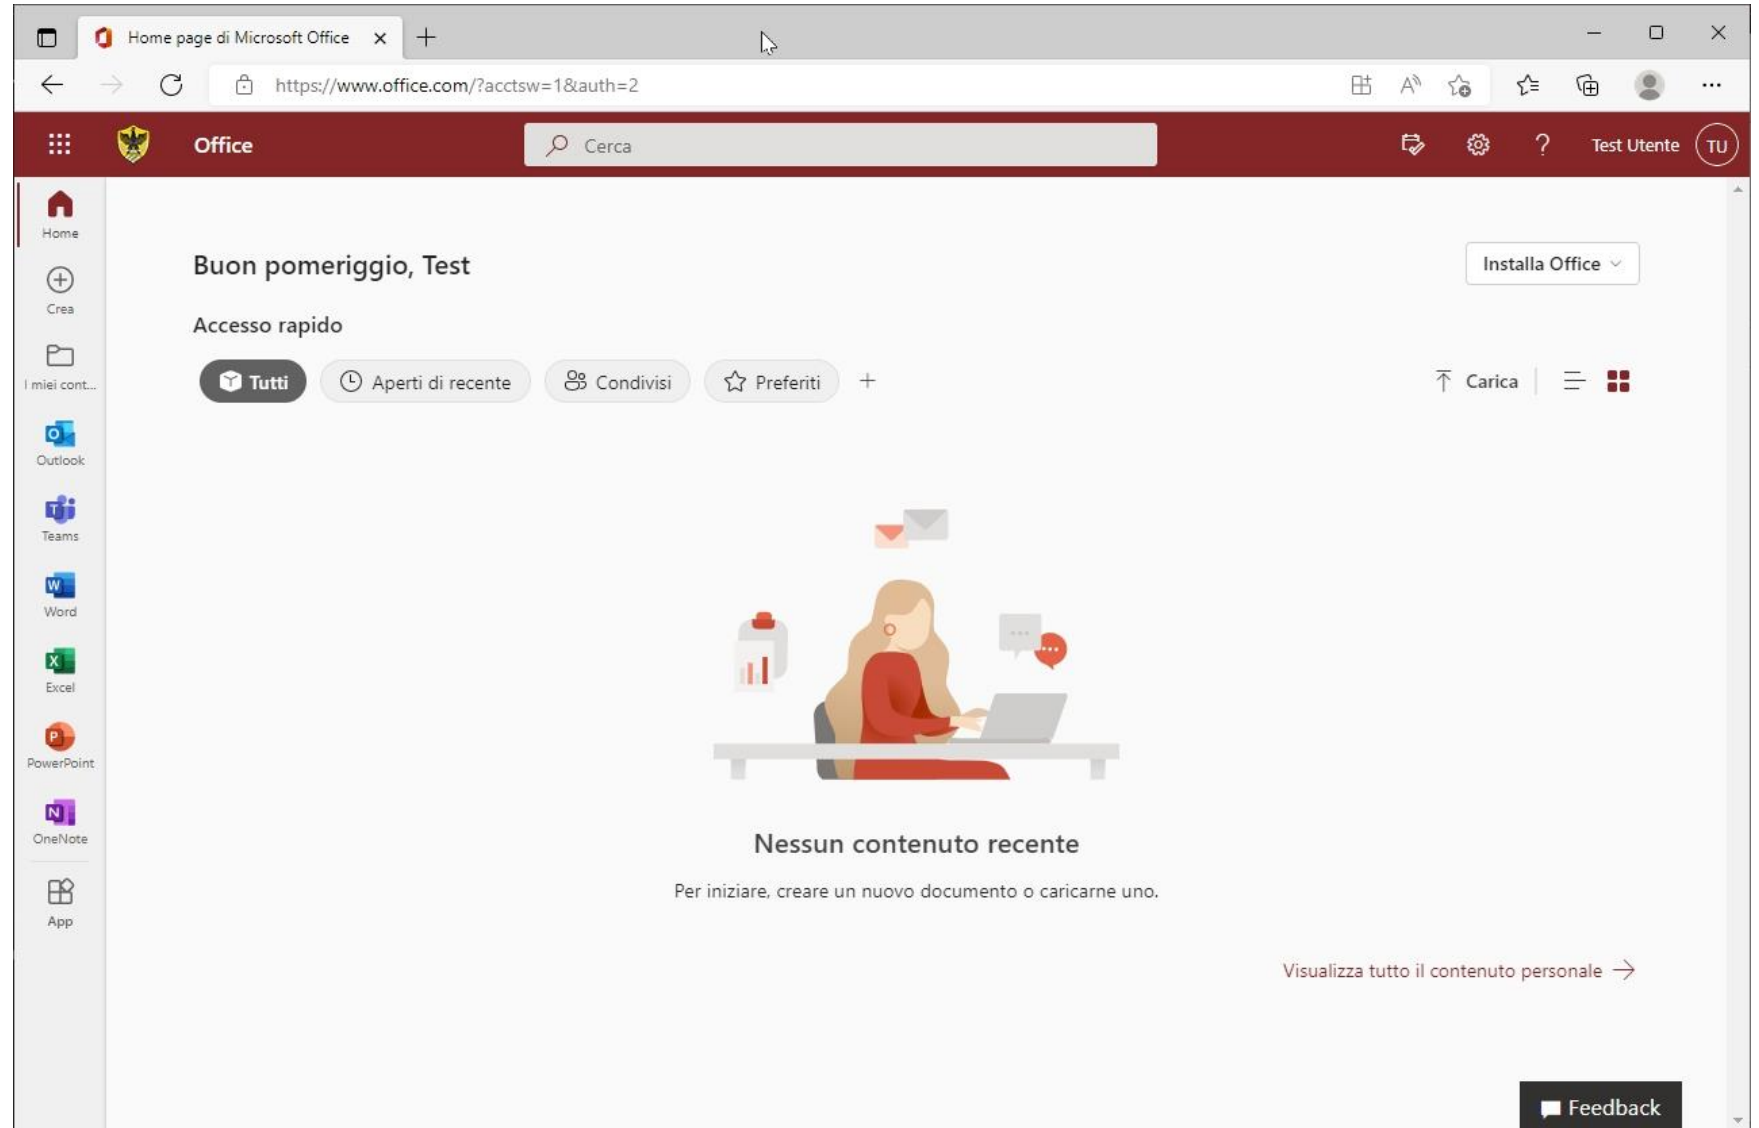 Home page di Microsoft Office
https://www.office.com/?acctsw=1&auth=2
Office
Cerca
Test Utente
TU
Home
Crea
I miei cont...
Outlook
Teams
Word
Excel
PowerPoint
OneNote
App
Buon pomeriggio, Test
Installa Office
Accesso rapido
Tutti
Aperti di recente
Condivisi
Preferiti
Carica
Nessun contenuto recente
Per iniziare, creare un nuovo documento o caricarne uno.
Visualizza tutto il contenuto personale
Feedback